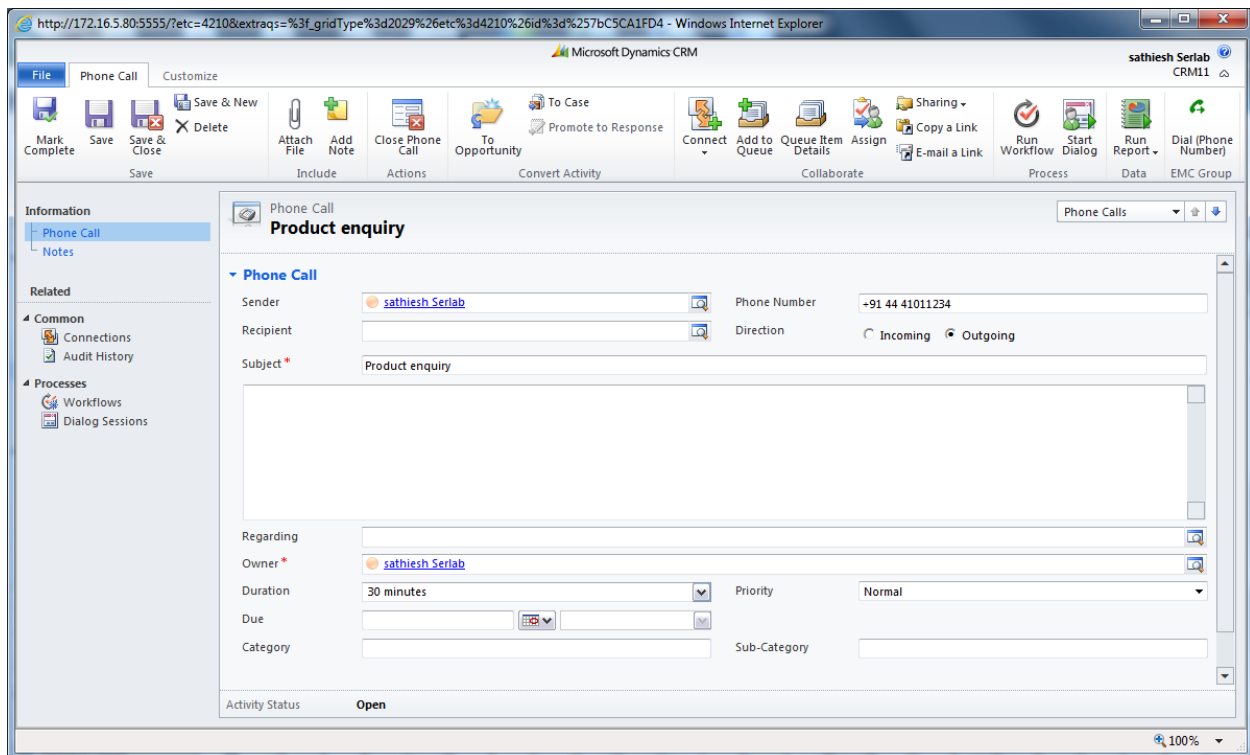 http://172.16.5.80:5555/?etc=4210&extraqs=%3f_gridType%3d2029%26etc%3d4210%26id%3d%257bC5CA1FD4 - Windows Internet Explorer
Microsoft Dynamics CRM
sathiesh Serlab
CRM11
File Phone Call Customize
Mark Complete
Save
Save & Close
Save & New
Delete
Save
Attach File
Add Note
Include
Close Phone Call
Actions
To Opportunity
To Case
Promote to Response
Convert Activity
Connect
Add to Queue
Queue Item Details
Assign
Sharing
Copy a Link
E-mail a Link
Collaborate
Run Workflow
Start Dialog
Process
Run Report
Data
Dial (Phone Number)
EMC Group
Information
Phone Call
Notes
Related
Common
Connections
Audit History
Processes
Workflows
Dialog Sessions
Phone Call
Product enquiry
Phone Calls
Phone Call
Sender sathiesh Serlab Phone Number +91 44 41011234
Recipient Direction Incoming Outgoing
Subject * Product enquiry
Regarding
Owner * sathiesh Serlab
Duration 30 minutes Priority Normal
Due
Category Sub-Category
Activity Status Open
100%